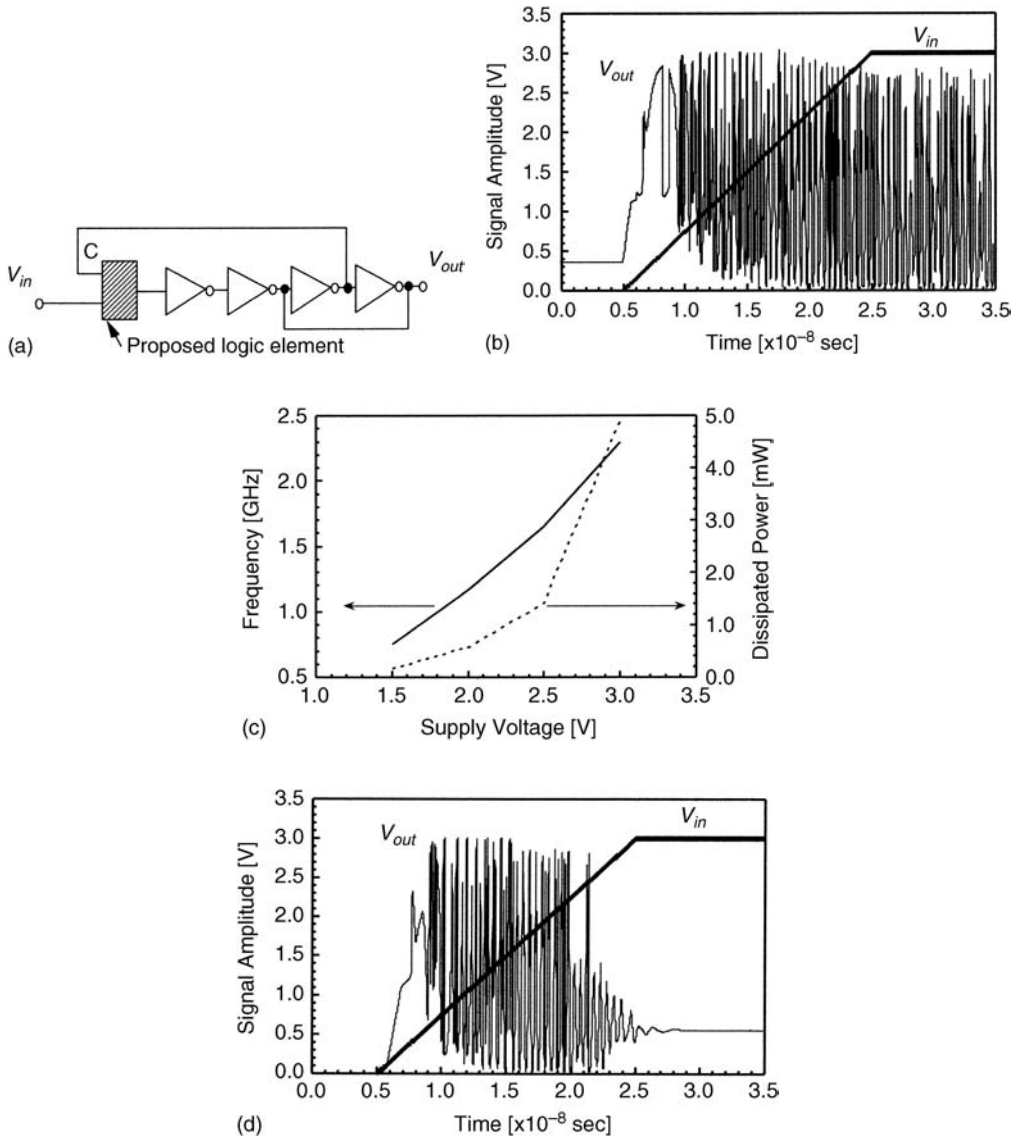 C
V_in
V_out
Proposed logic element
(a)
3.5
3.0
2.5
2.0
1.5
1.0
0.5
0.0
Signal Amplitude [V]
V_out
V_in
0.0 0.5 1.0 1.5 2.0 2.5 3.0 3.5
Time [x10⁻⁸ sec]
(b)
2.5
2.0
1.5
1.0
0.5
Frequency [GHz]
5.0
4.0
3.0
2.0
1.0
0.0
Dissipated Power [mW]
1.0 1.5 2.0 2.5 3.0 3.5
Supply Voltage [V]
(c)
3.5
3.0
2.5
2.0
1.5
1.0
0.5
0.0
Signal Amplitude [V]
V_out
V_in
0.0 0.5 1.0 1.5 2.0 2.5 3.0 3.5
Time [x10⁻⁸ sec]
(d)